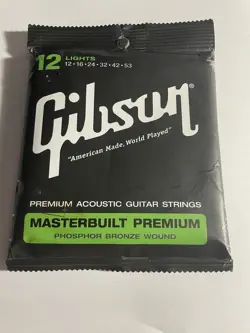 12 LIGHTS
12•16•24•32•42•53
Gibson
"American Made, World Played"
PREMIUM ACOUSTIC GUITAR STRINGS
MASTERBUILT PREMIUM
PHOSPHOR BRONZE WOUND